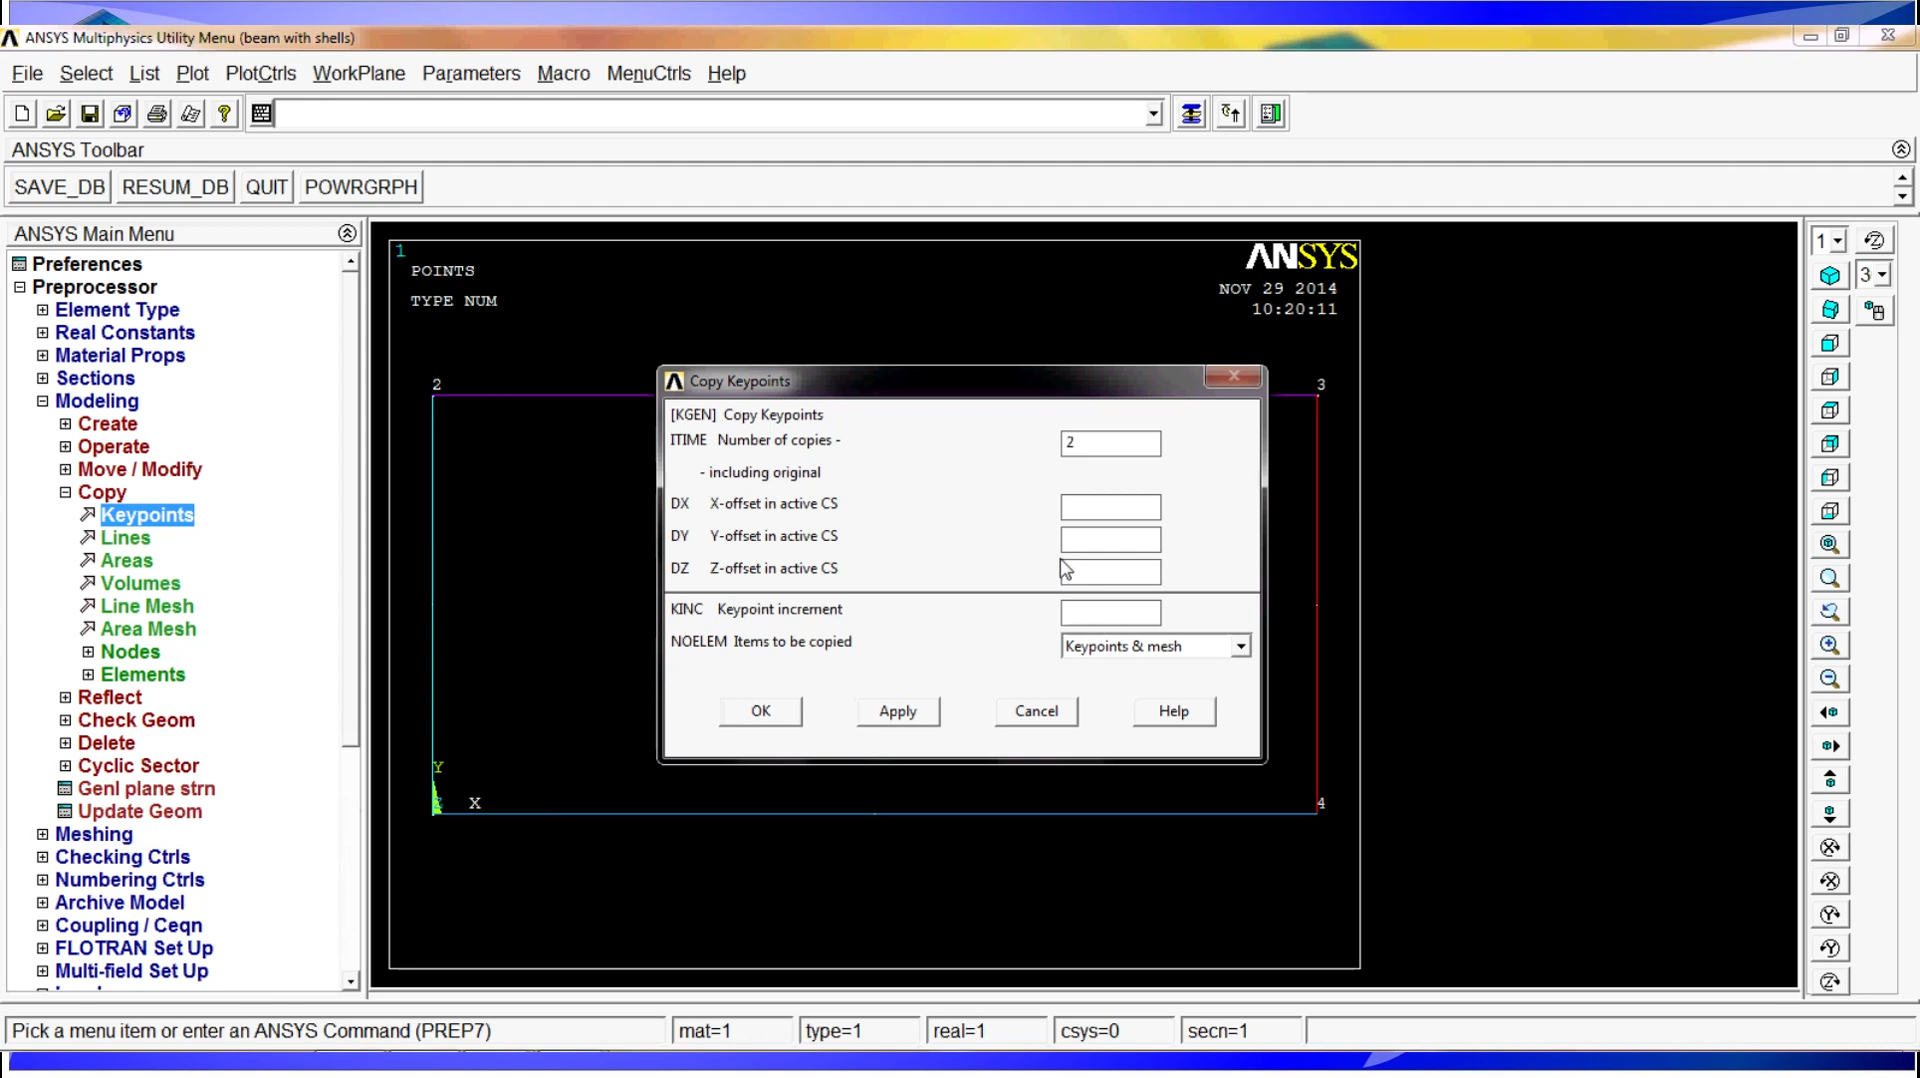 ANSYS Multiphysics Utility Menu (beam with shells)
File Select List Plot PlotCtrls WorkPlane Parameters Macro MenuCtrls Help
ANSYS Toolbar
SAVE_DB RESUM_DB QUIT POWRGRPH
ANSYS Main Menu
Preferences
Preprocessor
Element Type
Real Constants
Material Props
Sections
Modeling
Create
Operate
Move / Modify
Copy
Keypoints
Lines
Areas
Volumes
Line Mesh
Area Mesh
Nodes
Elements
Reflect
Check Geom
Delete
Cyclic Sector
Genl plane strn
Update Geom
Meshing
Checking Ctrls
Numbering Ctrls
Archive Model
Coupling / Ceqn
FLOTRAN Set Up
Multi-field Set Up
1
POINTS
TYPE NUM
ANSYS
NOV 29 2014
10:20:11
2
3
Y
X
4
Copy Keypoints
[KGEN] Copy Keypoints
ITIME Number of copies - 2
- including original
DX X-offset in active CS
DY Y-offset in active CS
DZ Z-offset in active CS
KINC Keypoint increment
NOELEM Items to be copied Keypoints & mesh
OK Apply Cancel Help
1
3
Pick a menu item or enter an ANSYS Command (PREP7) mat=1 type=1 real=1 csys=0 secn=1